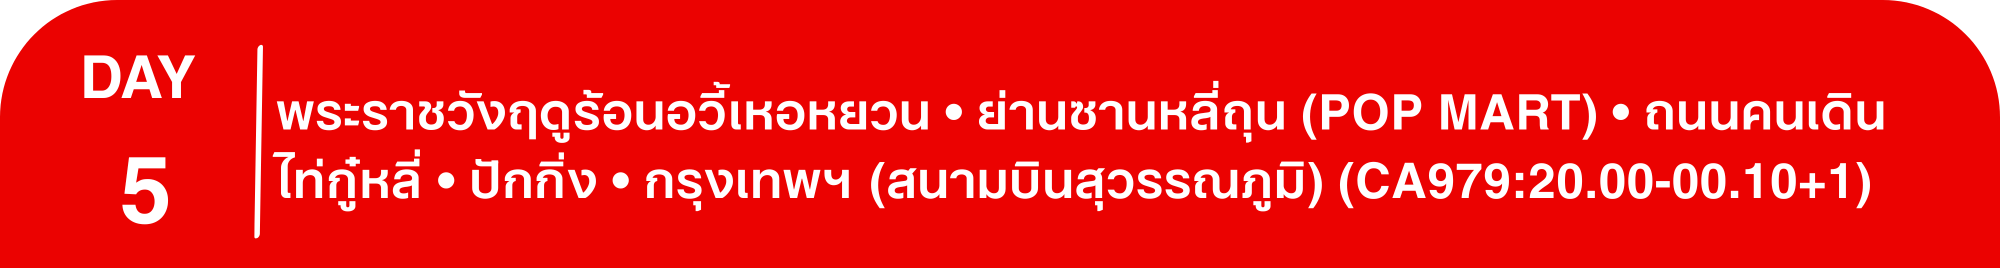 DAY
5
พระราชวังฤดูร้อนอวี้เหอหยวน • ย่านซานหลี่ถุน (POP MART) • ถนนคนเดิน
ไท่กู๋หลี่ • ปักกิ่ง • กรุงเทพฯ (สนามบินสุวรรณภูมิ) (CA979:20.00-00.10+1)